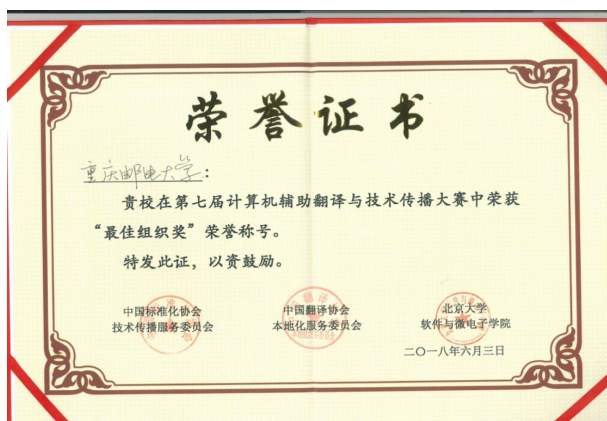 荣誉证书
重庆邮电大学:
贵校在第七届计算机辅助翻译与技术传播大赛中荣获
“最佳组织奖”荣誉称号。
特发此证，以资鼓励。
中国标准化协会
技术传播服务委员会
中国翻译协会
本地化服务委员会
北京大学
软件与微电子学院
二〇一八年六月三日